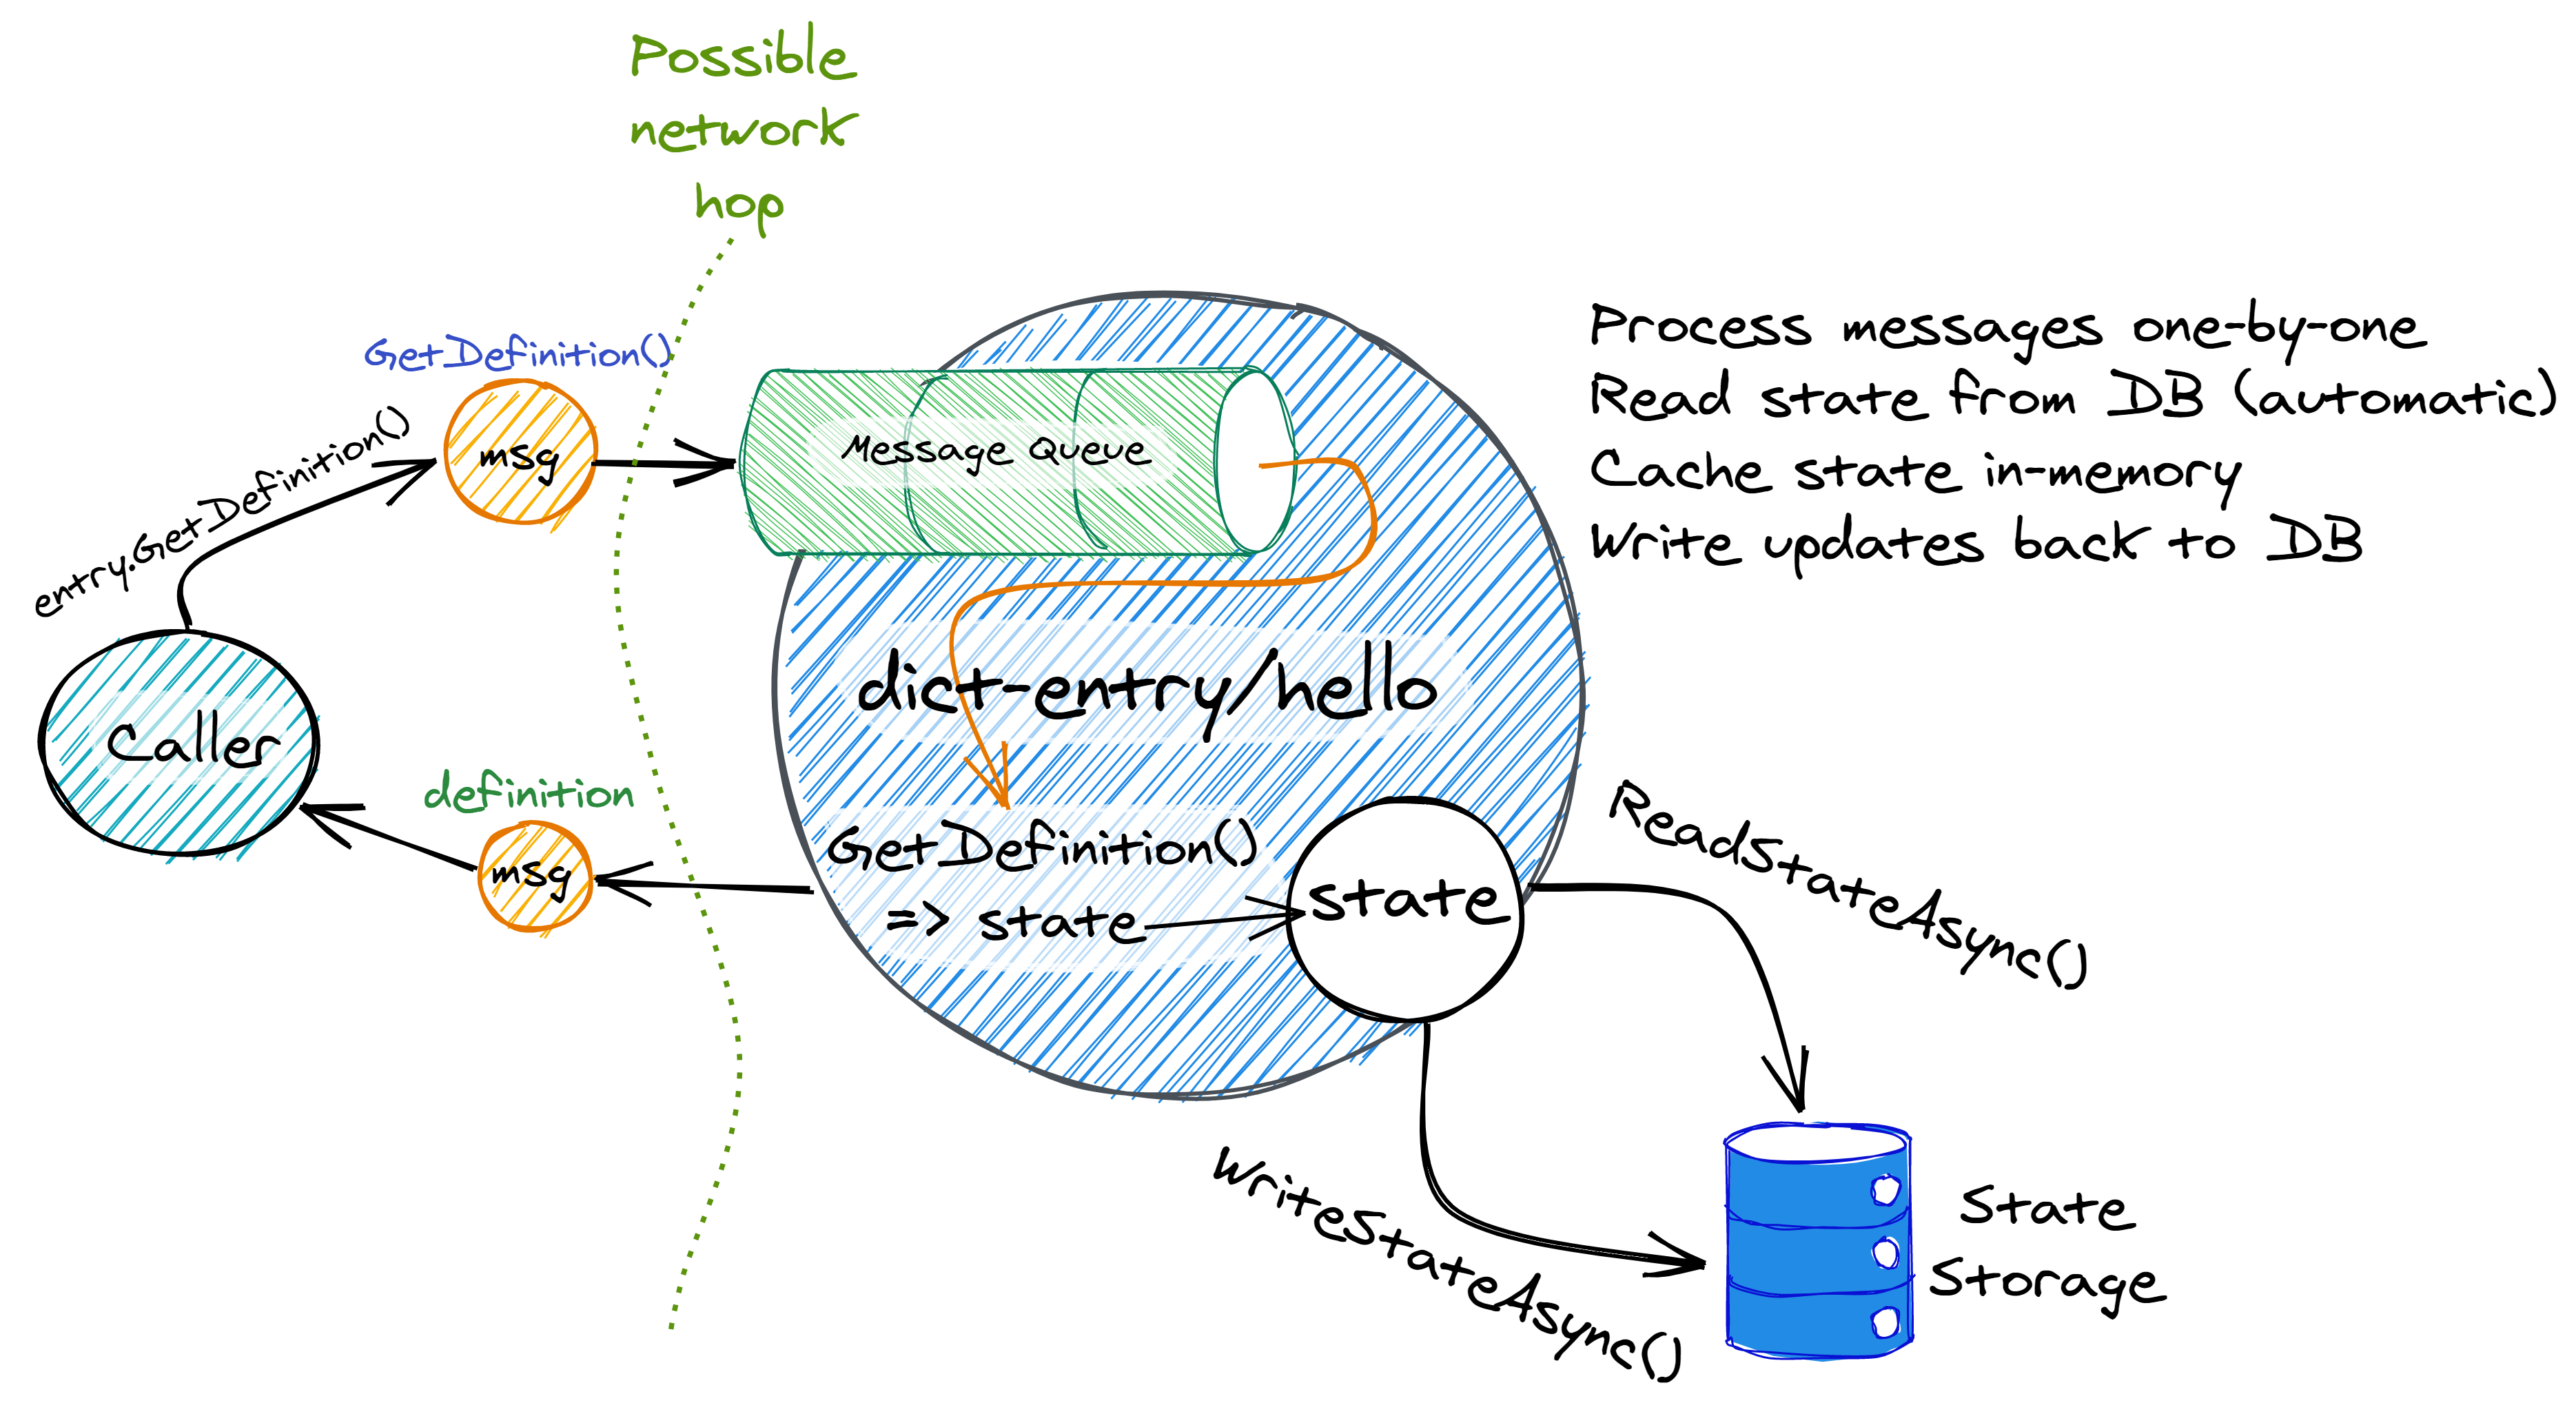 Possible
network
hop
GetDefinition()
entry.GetDefinition()
msg
Message Queue
Process messages one-by-one
Read state from DB (automatic)
Cache state in-memory
Write updates back to DB
Caller
dict-entry/hello
definition
msg
GetDefinition()
=> state
state
ReadStateAsync()
WriteStateAsync()
State
Storage